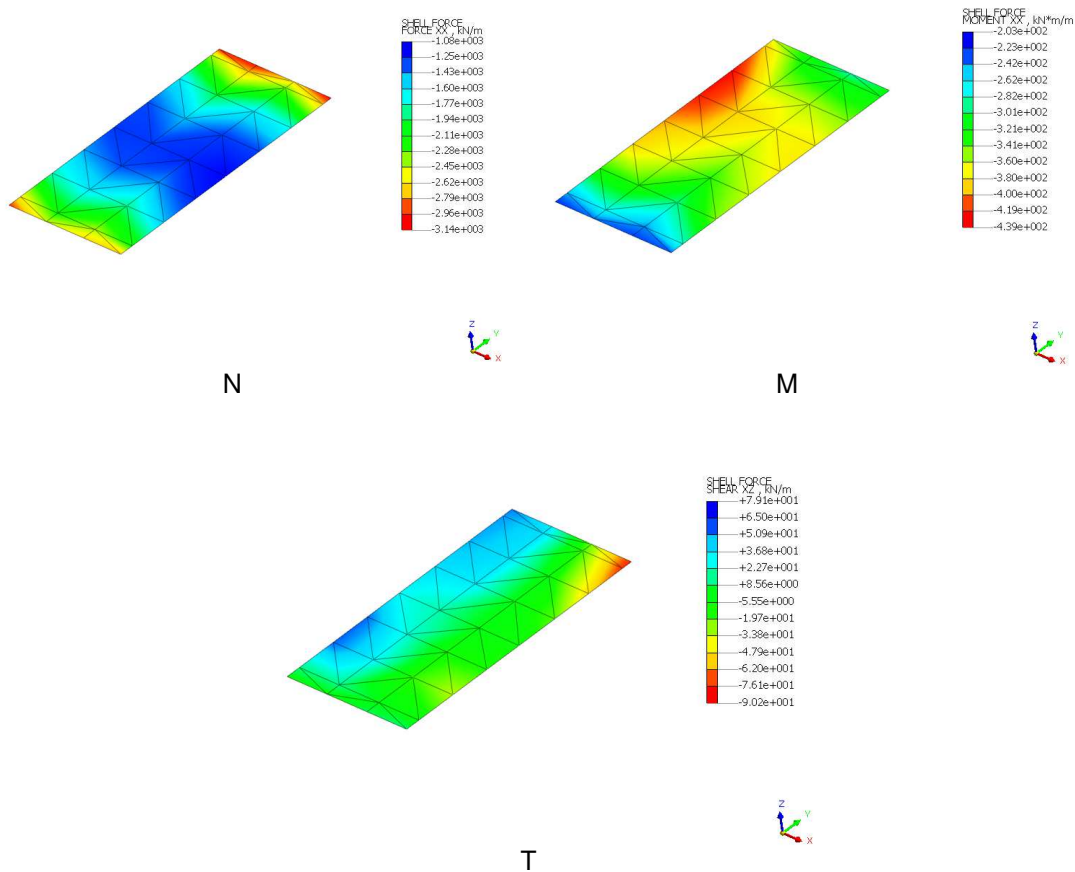 SHELL FORCE
FORCE XX , kN/m
-1.08e+003
-1.25e+003
-1.43e+003
-1.60e+003
-1.77e+003
-1.94e+003
-2.11e+003
-2.28e+003
-2.45e+003
-2.62e+003
-2.79e+003
-2.96e+003
-3.14e+003
Z
Y
X
N
SHELL FORCE
MOMENT XX , kN*m/m
-2.03e+002
-2.23e+002
-2.42e+002
-2.62e+002
-2.82e+002
-3.01e+002
-3.21e+002
-3.41e+002
-3.60e+002
-3.80e+002
-4.00e+002
-4.19e+002
-4.39e+002
Z
Y
X
M
SHELL FORCE
SHEAR XZ , kN/m
+7.91e+001
+6.50e+001
+5.09e+001
+3.68e+001
+2.27e+001
+8.56e+000
-5.55e+000
-1.97e+001
-3.38e+001
-4.79e+001
-6.20e+001
-7.61e+001
-9.02e+001
Z
Y
X
T